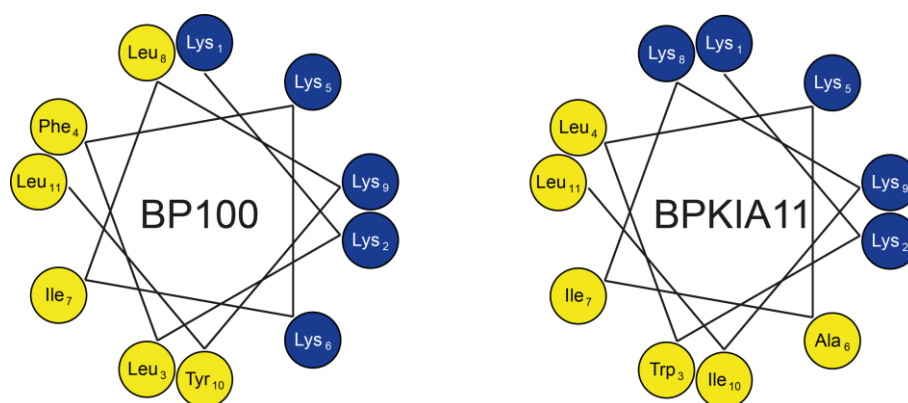 Leu8
Lys1
Lys5
Phe4
Leu11
BP100
Lys9
Lys2
Ile7
Lys6
Leu3
Tyr10
Lys8
Lys1
Lys5
Leu4
Leu11
BPKIA11
Lys9
Lys2
Ile7
Ala6
Trp3
Ile10